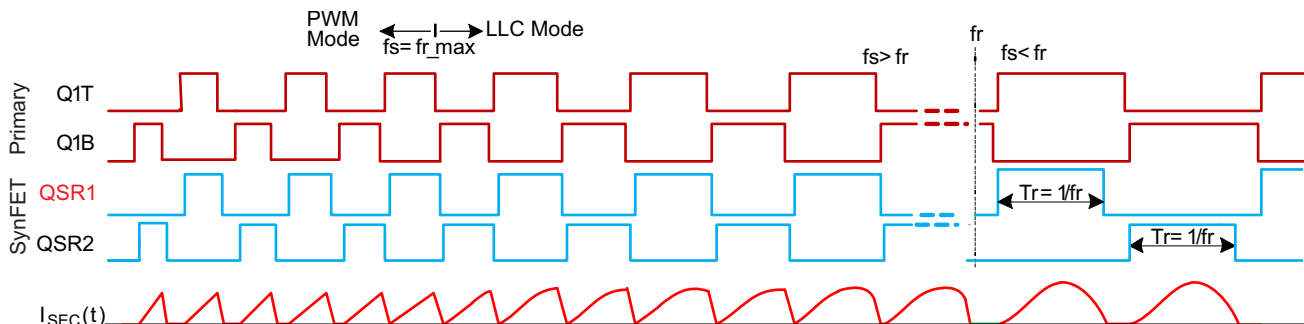 PWM Mode
LLC Mode
fs= fr_max
fs> fr
fr
fs< fr
Primary
Q1T
Q1B
SynFET
QSR1
QSR2
Tr= 1/fr
Tr= 1/fr
ISEC(t)